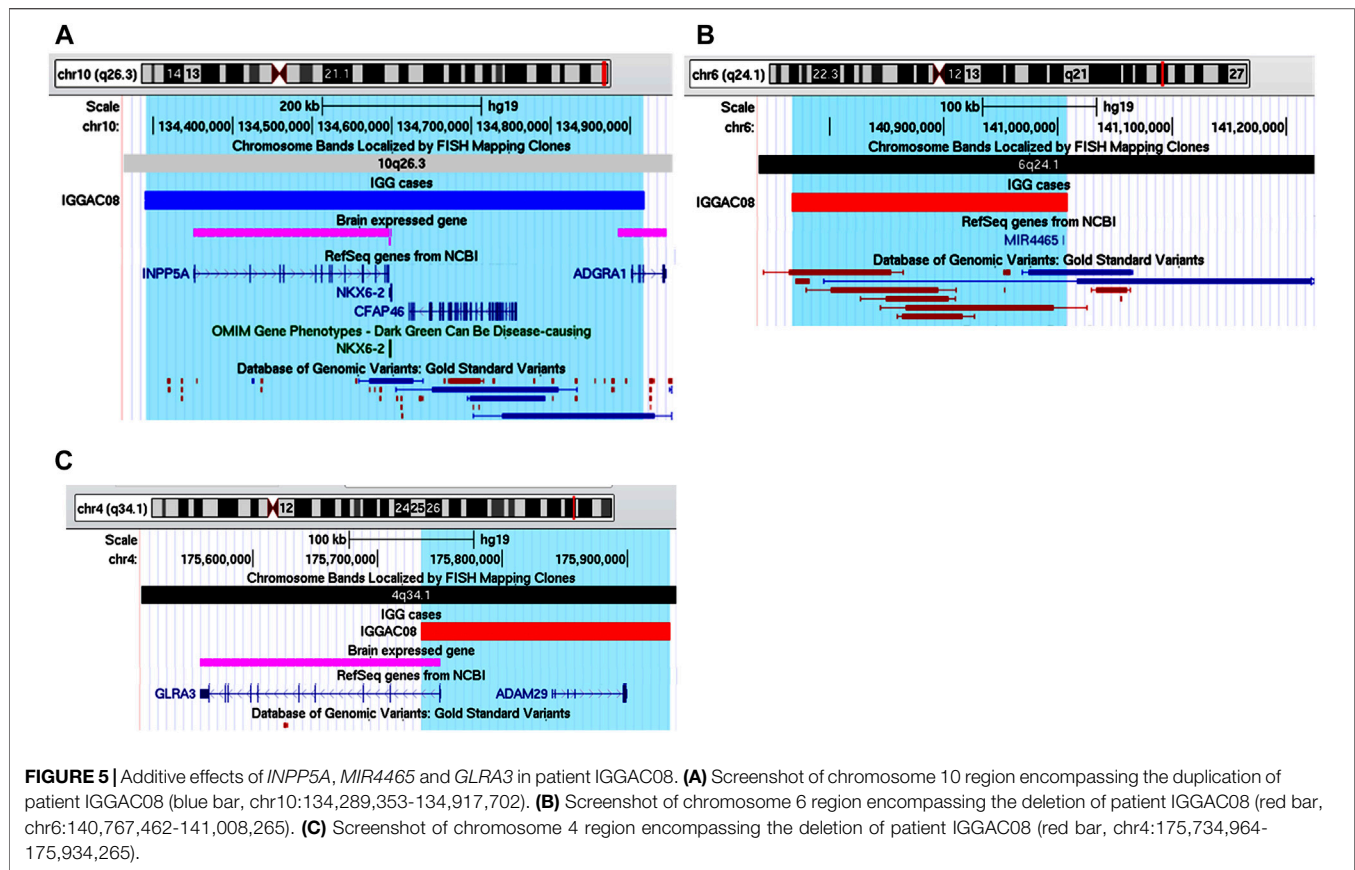 A
chr10 (q26.3) 14 13 21.1
Scale 200 kb hg19
chr10: 134,400,000 134,500,000 134,600,000 134,700,000 134,800,000 134,900,000
Chromosome Bands Localized by FISH Mapping Clones
10q26.3
IGG cases
IGGAC08
Brain expressed gene
RefSeq genes from NCBI
INPP5A ADGRA1
NKX6-2
CFAP46
OMIM Gene Phenotypes - Dark Green Can Be Disease-causing
NKX6-2
Database of Genomic Variants: Gold Standard Variants
B
chr6 (q24.1) 22.3 12 13 q21 27
Scale 100 kb hg19
chr6: 140,900,000 141,000,000 141,100,000 141,200,000
Chromosome Bands Localized by FISH Mapping Clones
6q24.1
IGG cases
IGGAC08
RefSeq genes from NCBI
MIR4465
Database of Genomic Variants: Gold Standard Variants
C
chr4 (q34.1) 12 24 25 26
Scale 100 kb hg19
chr4: 175,600,000 175,700,000 175,800,000 175,900,000
Chromosome Bands Localized by FISH Mapping Clones
4q34.1
IGG cases
IGGAC08
Brain expressed gene
RefSeq genes from NCBI
GLRA3 ADAM29
Database of Genomic Variants: Gold Standard Variants
FIGURE 5 | Additive effects of INPP5A, MIR4465 and GLRA3 in patient IGGAC08. (A) Screenshot of chromosome 10 region encompassing the duplication of
patient IGGAC08 (blue bar, chr10:134,289,353-134,917,702). (B) Screenshot of chromosome 6 region encompassing the deletion of patient IGGAC08 (red bar,
chr6:140,767,462-141,008,265). (C) Screenshot of chromosome 4 region encompassing the deletion of patient IGGAC08 (red bar, chr4:175,734,964-
175,934,265).